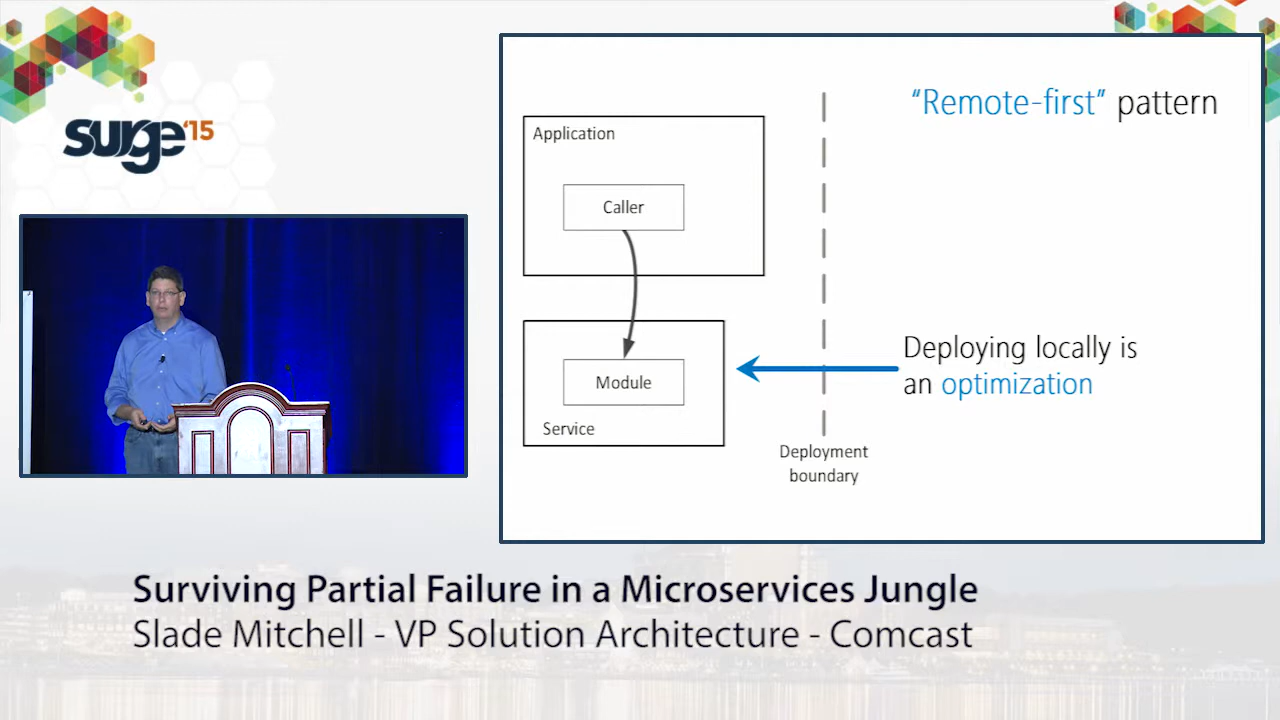 surge '15
"Remote-first" pattern
Application
Caller
Module
Service
Deploying locally is
an optimization
Deployment
boundary
Surviving Partial Failure in a Microservices Jungle
Slade Mitchell - VP Solution Architecture - Comcast